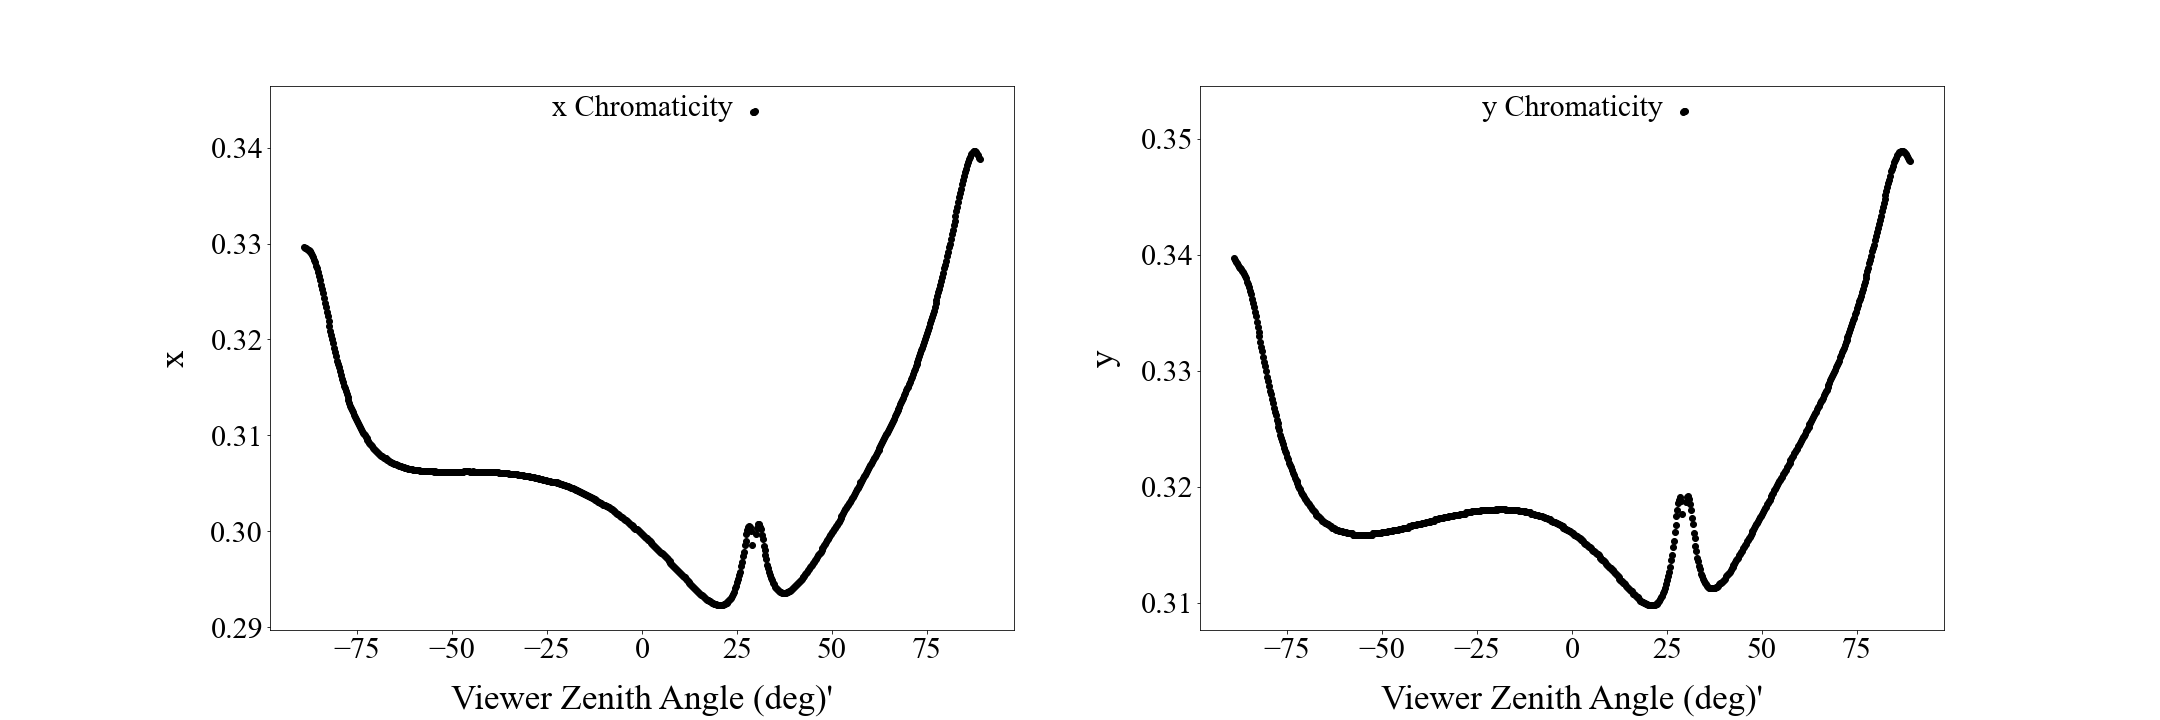 x Chromaticity
0.34
0.33
0.32
0.31
0.30
0.29
x
−75 −50 −25 0 25 50 75
Viewer Zenith Angle (deg)'
y Chromaticity
0.35
0.34
0.33
0.32
0.31
y
−75 −50 −25 0 25 50 75
Viewer Zenith Angle (deg)'